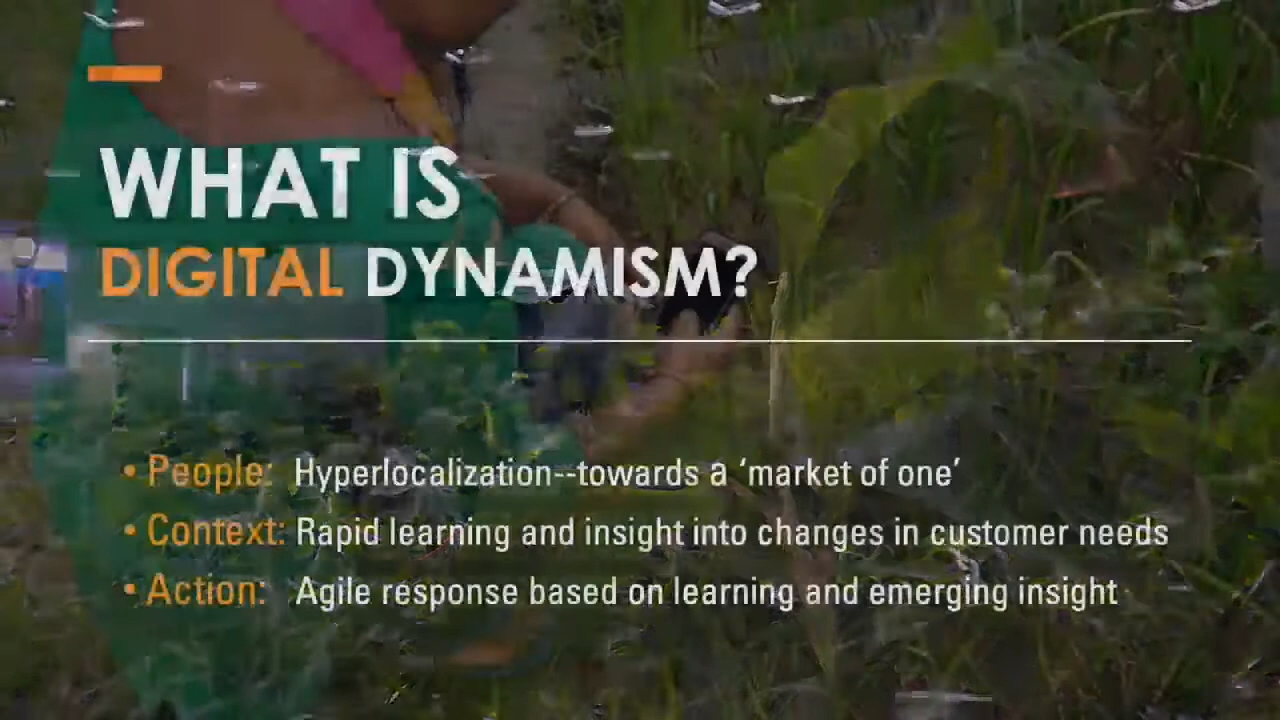 WHAT IS
DIGITAL DYNAMISM?
• People: Hyperlocalization--towards a ‘market of one’
• Context: Rapid learning and insight into changes in customer needs
• Action: Agile response based on learning and emerging insight